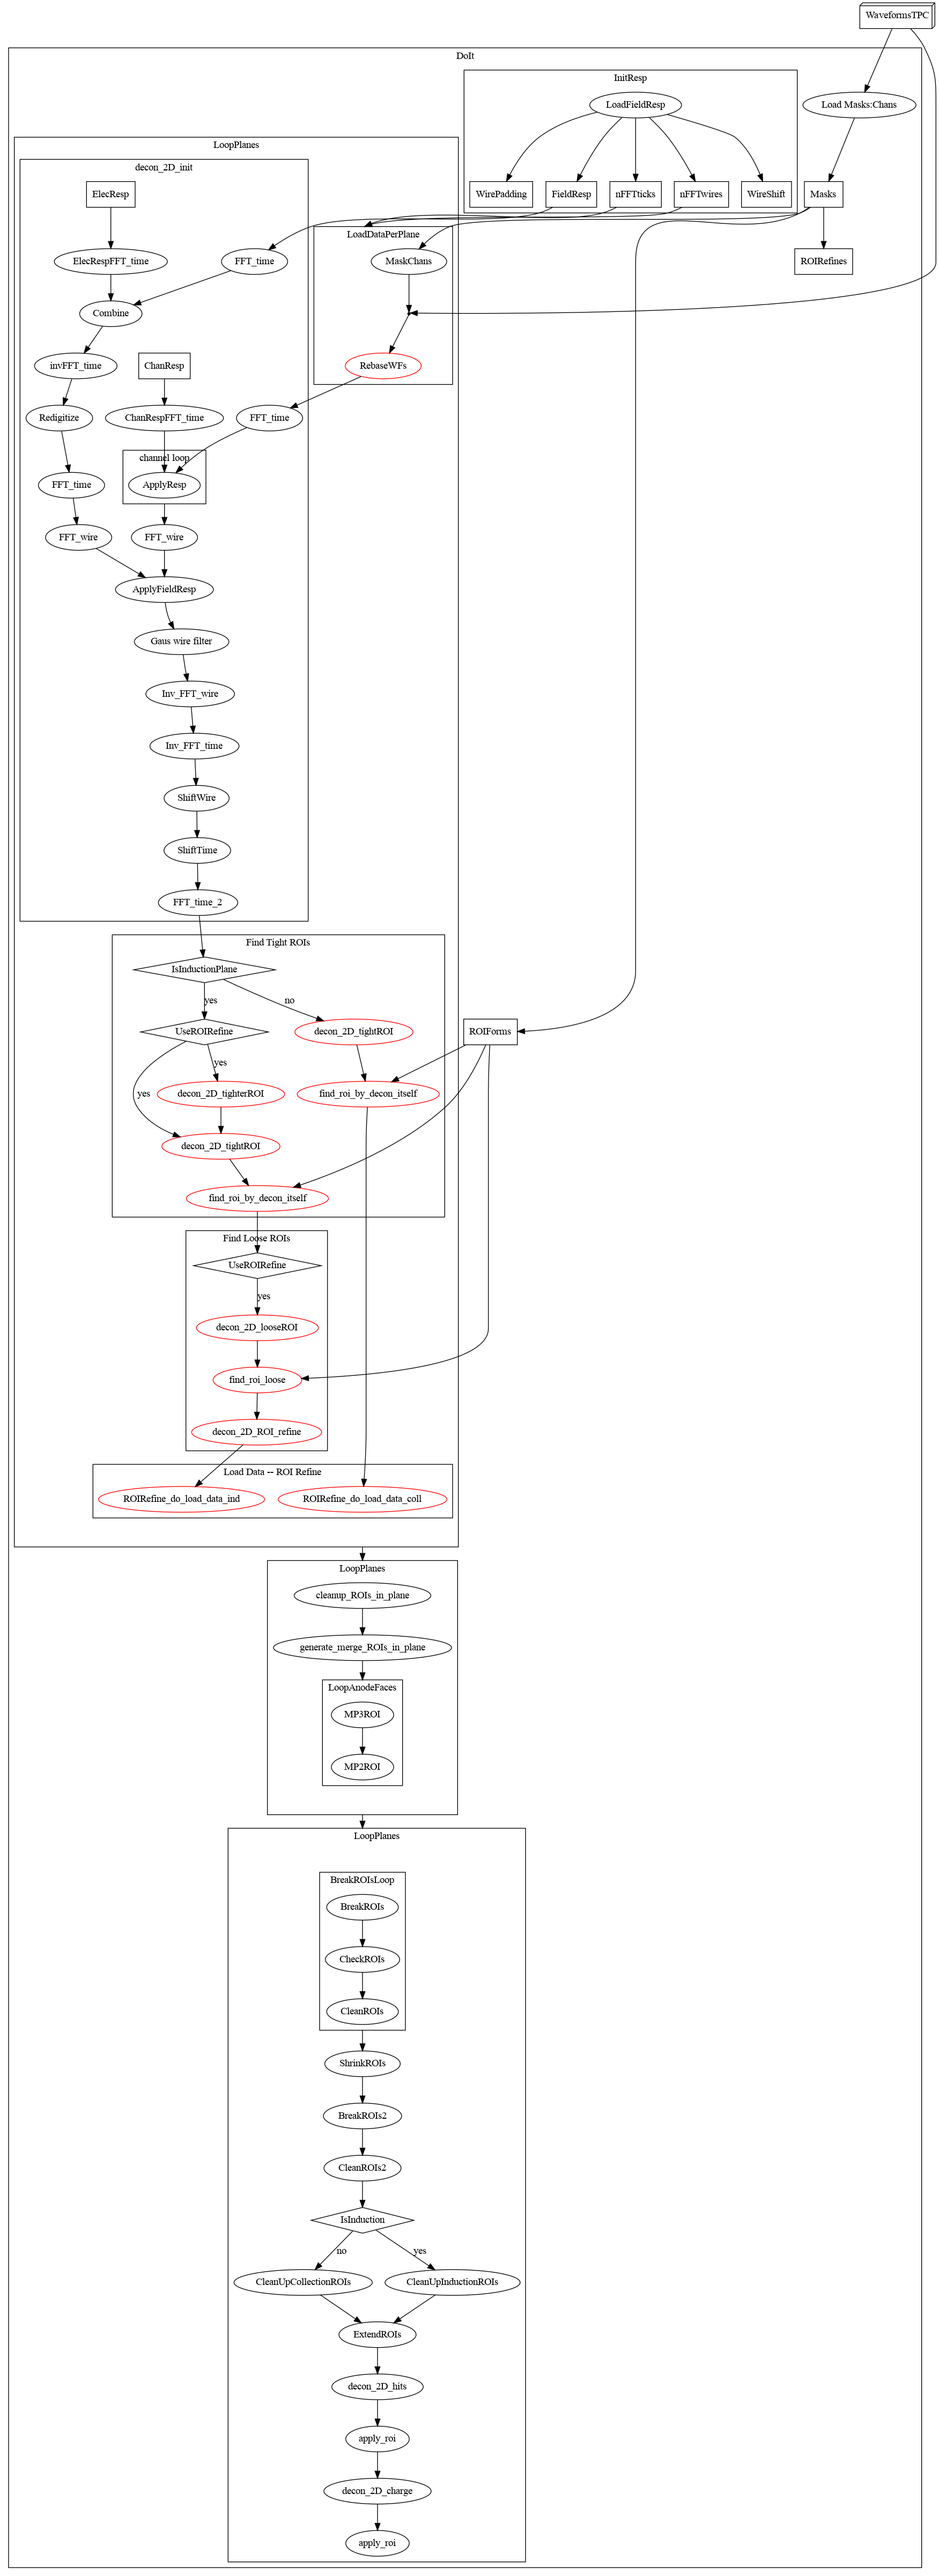 WaveformsTPC
DoIt
InitResp
LoadFieldResp
Load Masks:Chans
LoopPlanes
decon_2D_init
ElecResp
WirePadding
FieldResp
nFFTticks
nFFTwires
WireShift
Masks
LoadDataPerPlane
ElecRespFFT_time
FFT_time
MaskChans
ROIRefines
Combine
invFFT_time
ChanResp
RebaseWFs
Redigitize
ChanRespFFT_time
FFT_time
channel loop
FFT_time
ApplyResp
FFT_wire
FFT_wire
ApplyFieldResp
Gaus wire filter
Inv_FFT_wire
Inv_FFT_time
ShiftWire
ShiftTime
FFT_time_2
Find Tight ROIs
IsInductionPlane
yes
no
UseROIRefine
decon_2D_tightROI
ROIForms
yes
yes
decon_2D_tighterROI
find_roi_by_decon_itself
decon_2D_tightROI
find_roi_by_decon_itself
Find Loose ROIs
UseROIRefine
yes
decon_2D_looseROI
find_roi_loose
decon_2D_ROI_refine
Load Data -- ROI Refine
ROIRefine_do_load_data_ind
ROIRefine_do_load_data_coll
LoopPlanes
cleanup_ROIs_in_plane
generate_merge_ROIs_in_plane
LoopAnodeFaces
MP3ROI
MP2ROI
LoopPlanes
BreakROIsLoop
BreakROIs
CheckROIs
CleanROIs
ShrinkROIs
BreakROIs2
CleanROIs2
IsInduction
no
yes
CleanUpCollectionROIs
CleanUpInductionROIs
ExtendROIs
decon_2D_hits
apply_roi
decon_2D_charge
apply_roi